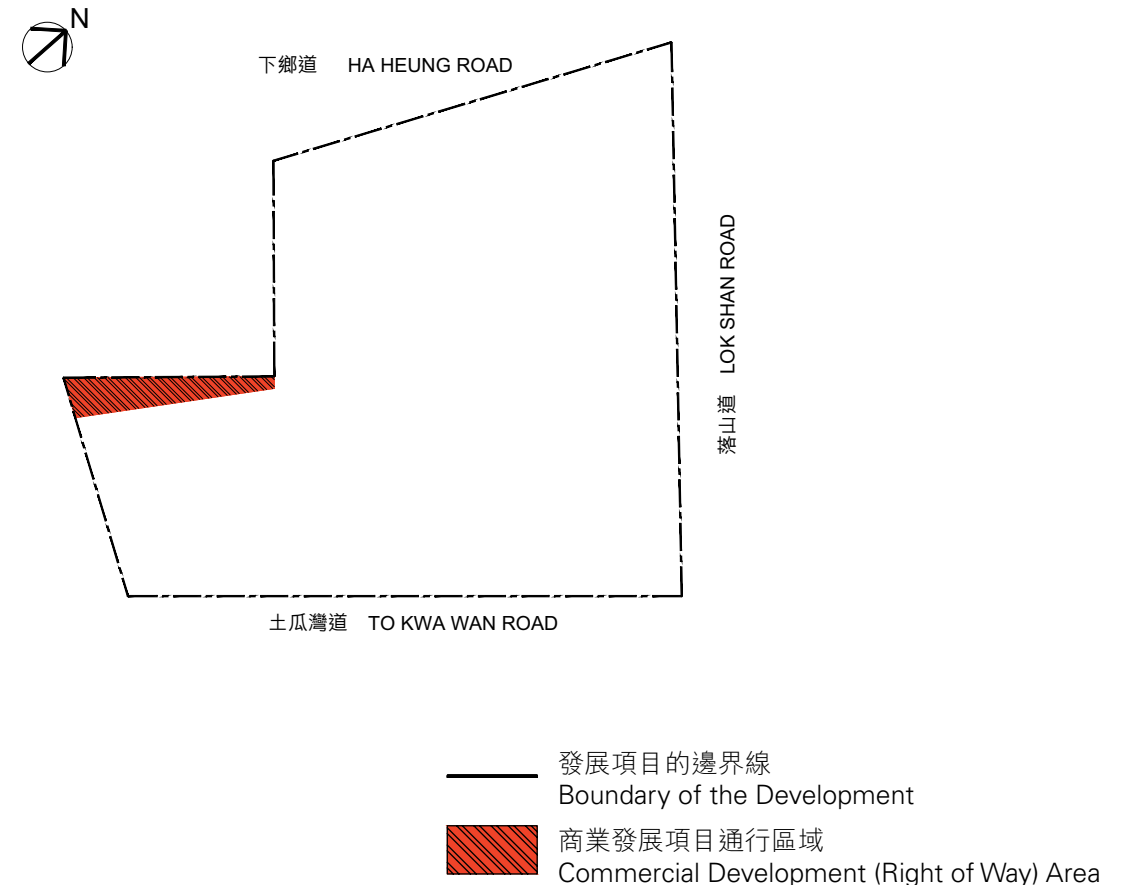 N
下鄉道 HA HEUNG ROAD
落山道 LOK SHAN ROAD
土瓜灣道 TO KWA WAN ROAD
發展項目的邊界線
Boundary of the Development
商業發展項目通行區域
Commercial Development (Right of Way) Area